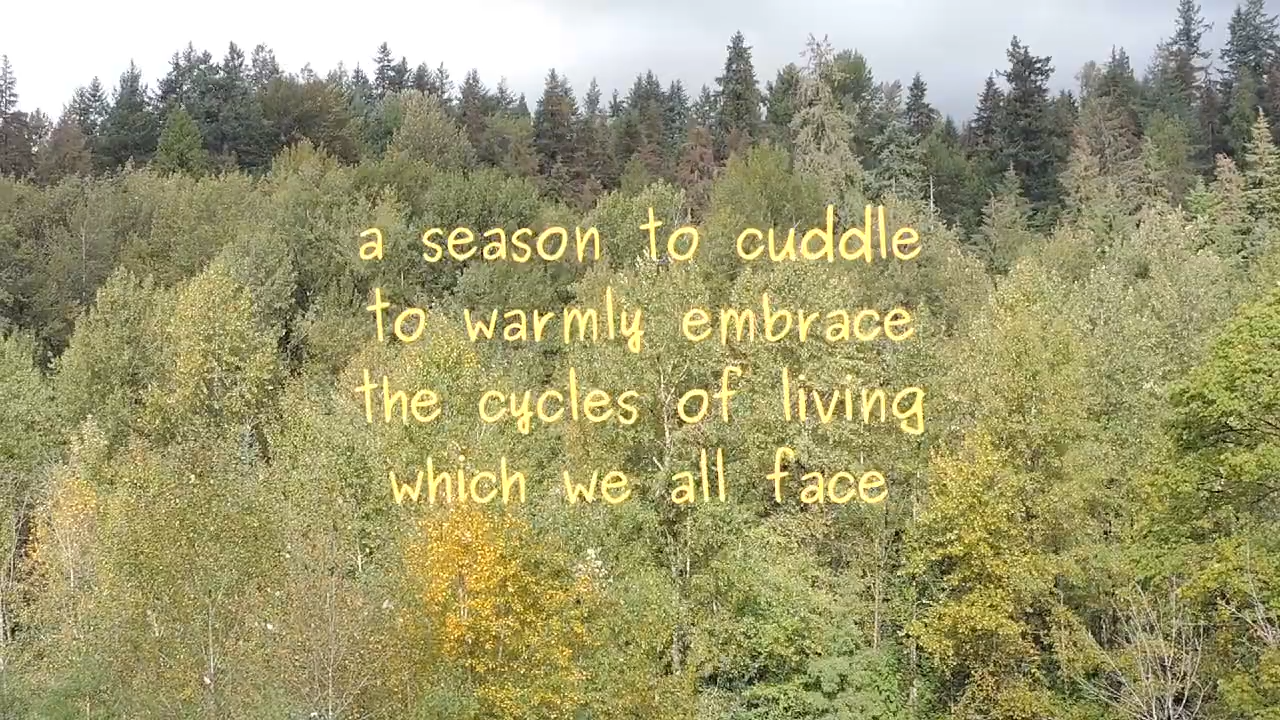 a season to cuddle
to warmly embrace
the cycles of living
which we all face